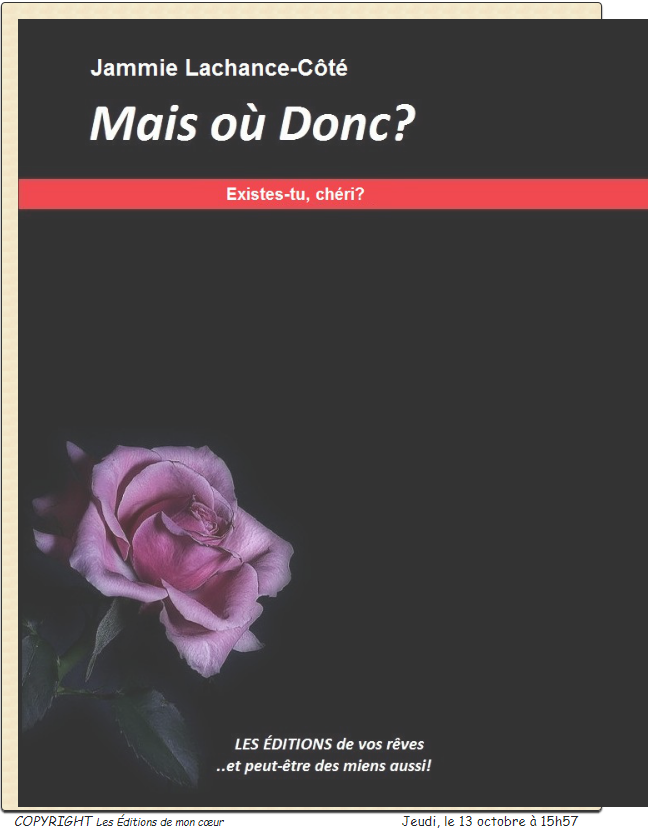 Jammie Lachance-Côté
Mais où Donc?
Existes-tu, chéri?
LES ÉDITIONS de vos rêves
..et peut-être des miens aussi!
COPYRIGHT Les Éditions de mon cœur
Jeudi, le 13 octobre à 15h57